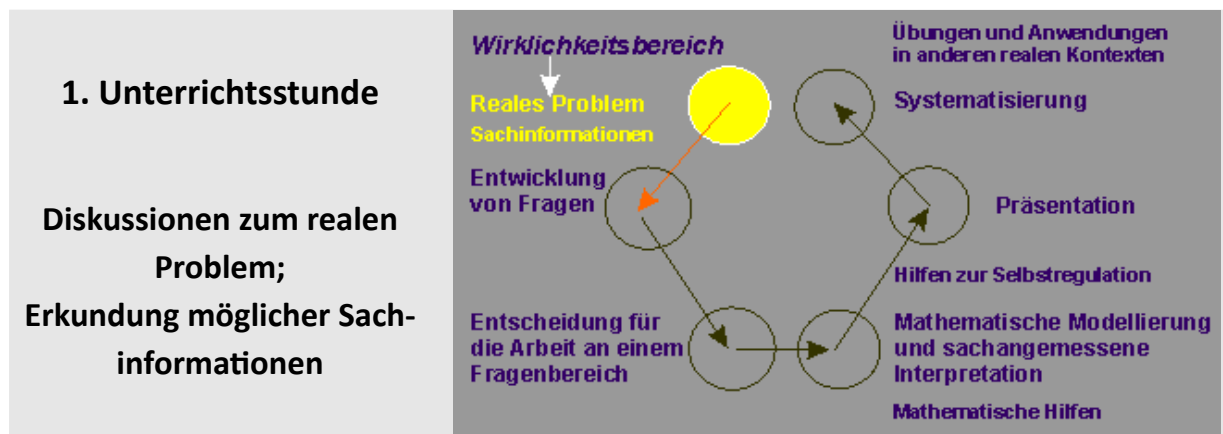 1. Unterrichtsstunde
Diskussionen zum realen
Problem;
Erkundung möglicher Sach-
informationen
Wirklichkeitsbereich
Reales Problem
Sachinformationen
Entwicklung
von Fragen
Entscheidung für
die Arbeit an einem
Fragenbereich
Übungen und Anwendungen
in anderen realen Kontexten
Systematisierung
Präsentation
Hilfen zur Selbstregulation
Mathematische Modellierung
und sachangemessene
Interpretation
Mathematische Hilfen